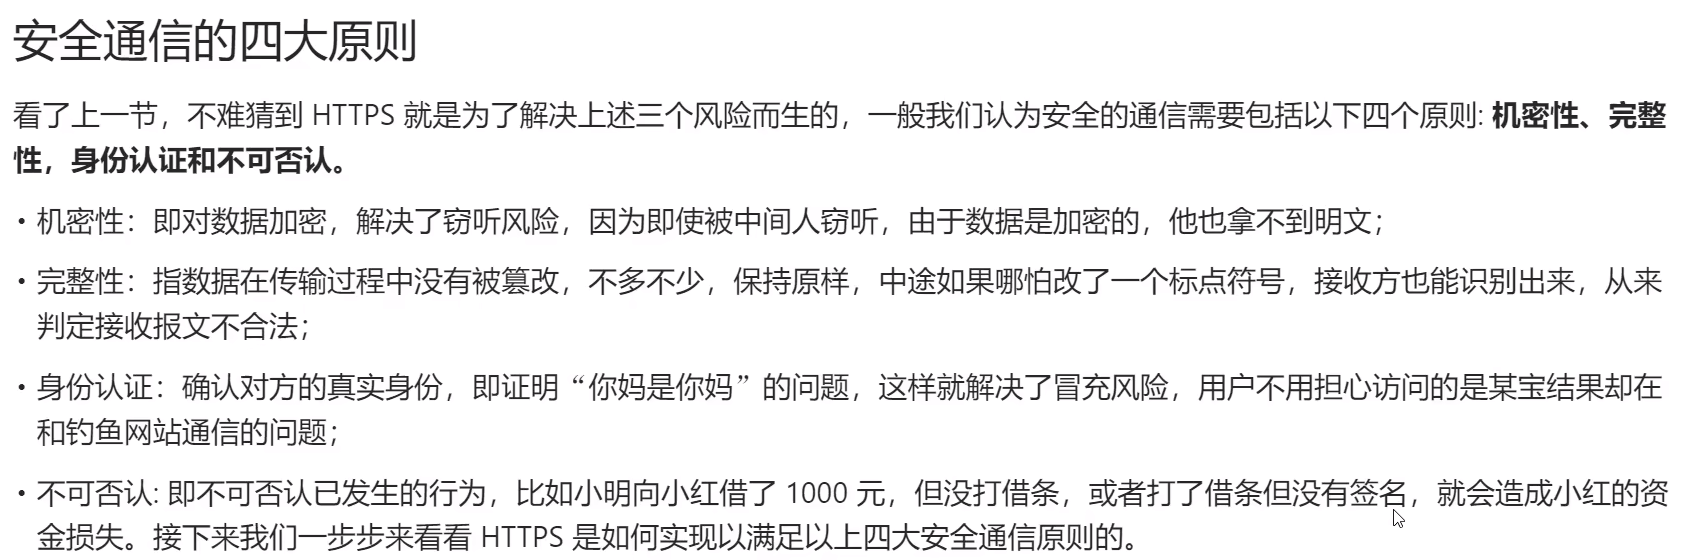 安全通信的四大原则
看了上一节，不难猜到 HTTPS 就是为了解决上述三个风险而生的，一般我们认为安全的通信需要包括以下四个原则: 机密性、完整
性，身份认证和不可否认。
• 机密性：即对数据加密，解决了窃听风险，因为即使被中间人窃听，由于数据是加密的，他也拿不到明文；
• 完整性：指数据在传输过程中没有被篡改，不多不少，保持原样，中途如果哪怕改了一个标点符号，接收方也能识别出来，从来
判定接收报文不合法；
• 身份认证：确认对方的真实身份，即证明“你妈是你妈”的问题，这样就解决了冒充风险，用户不用担心访问的是某宝结果却在
和钓鱼网站通信的问题；
• 不可否认: 即不可否认已发生的行为，比如小明向小红借了 1000 元，但没打借条，或者打了借条但没有签名，就会造成小红的资
金损失。接下来我们一步步来看看 HTTPS 是如何实现以满足以上四大安全通信原则的。